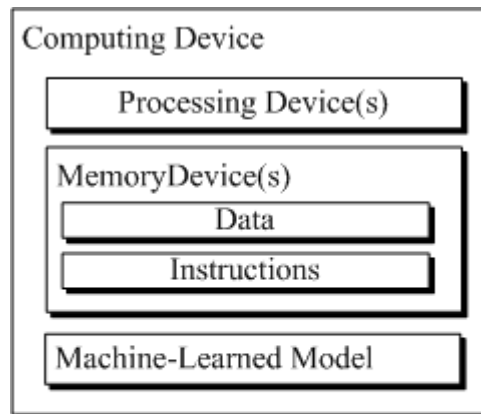 Computing Device
Processing Device(s)
MemoryDevice(s)
Data
Instructions
Machine-Learned Model